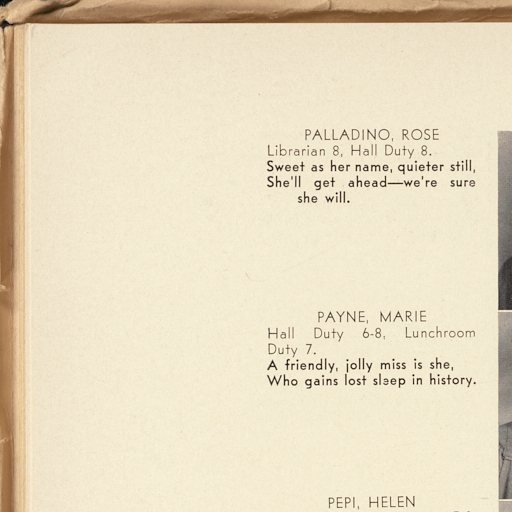 PALLADINO, ROSE
Librarian 8, Hall Duty 8.
Sweet as her name, quieter still,
She'll get ahead—we're sure
she will.
PAYNE, MARIE
Hall Duty 6-8, Lunchroom
Duty 7.
A friendly, jolly miss is she,
Who gains lost sleep in history.
PEPI, HELEN